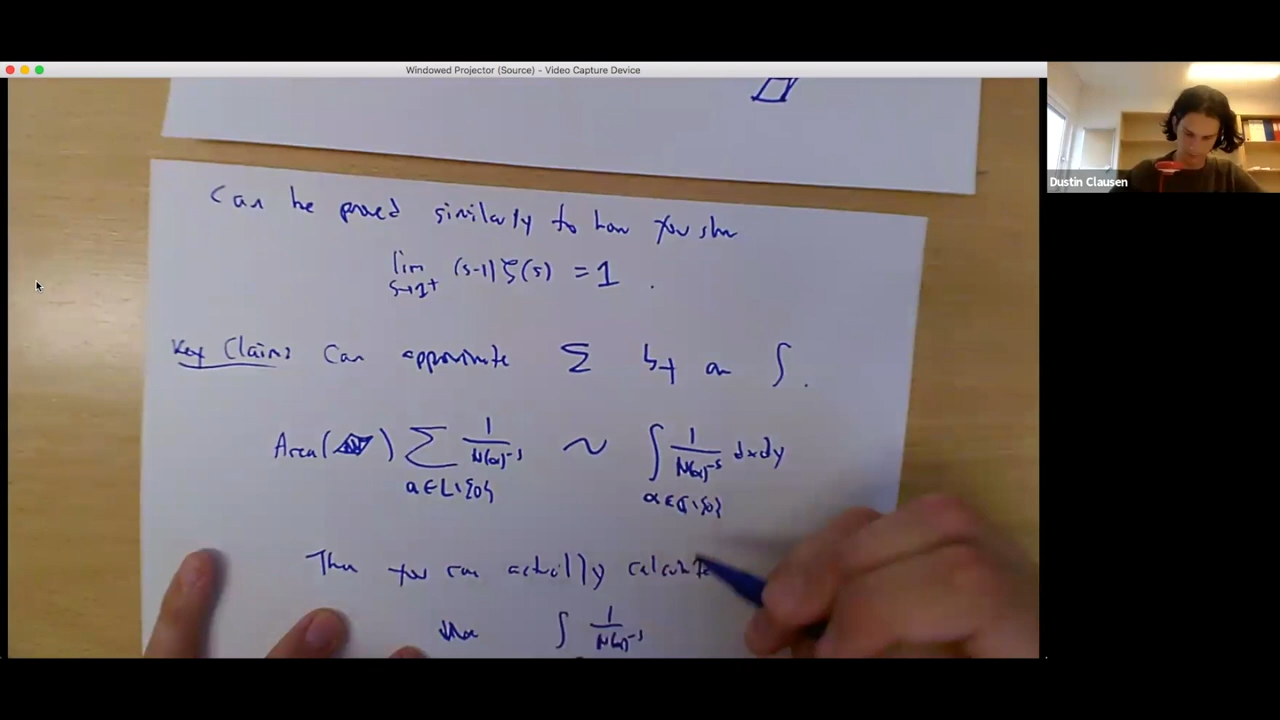 Windowed Projector (Source) - Video Capture Device
Dustin Clausen
Can be proved similarly to how you show
lim (s-1) ζ(s) = 1 .
s→1⁺
Key Claim: Can approximate Σ by an ∫ .
Area( ) Σ 1/N(α)^-s ~ ∫ 1/N(α)^-s dxdy
α∈L\{0} α∈ℂ\{0}
Then you can actually calculate
the ∫ 1/N(α)^-s